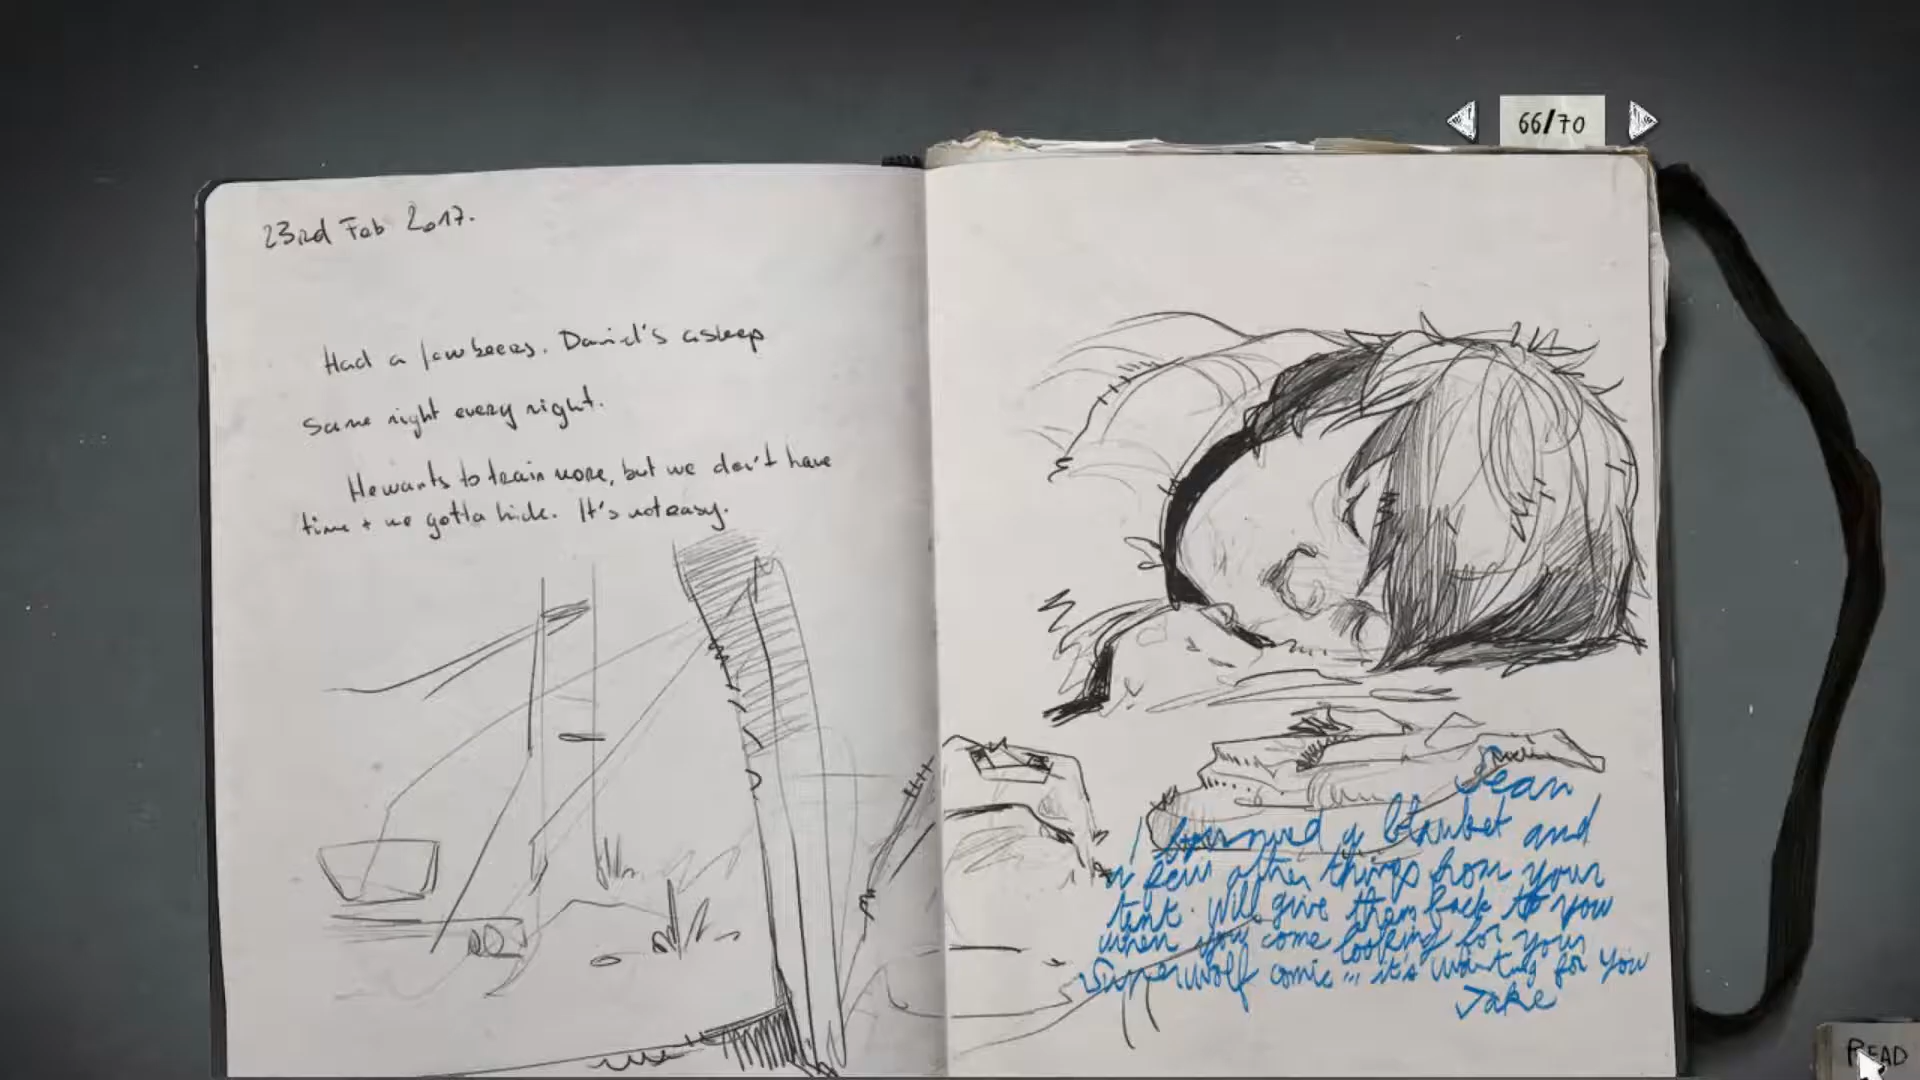 66/70
23rd Feb 2017.
Had a few beers. Daniel's asleep
Same night every night.
He wants to train more, but we don't have
time + we gotta hide. It's not easy.
Sean
I borrowed a blanket and
a few other things from your
tent. Will give them back to you
when you come looking for your
Superwolf comic... it's waiting for you
Jake
READ